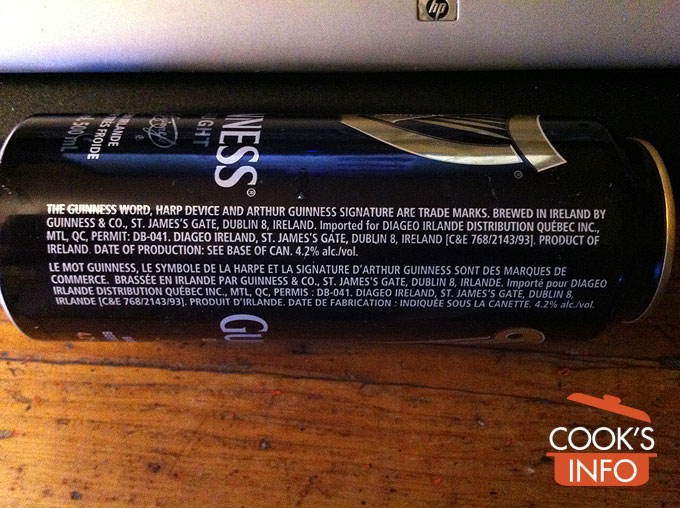 hp
NESS®
GHT
IRLANDE
FROIDE
500 mL
®
THE GUINNESS WORD, HARP DEVICE AND ARTHUR GUINNESS SIGNATURE ARE TRADE MARKS. BREWED IN IRELAND BY
GUINNESS & CO., ST. JAMES'S GATE, DUBLIN 8, IRELAND. Imported for DIAGEO IRLANDE DISTRIBUTION QUÉBEC INC.,
MTL, QC, PERMIT: DB-041. DIAGEO IRELAND, ST. JAMES'S GATE, DUBLIN 8, IRELAND [C&E 768/2143/93]. PRODUCT OF
IRELAND. DATE OF PRODUCTION: SEE BASE OF CAN. 4.2% alc./vol.
LE MOT GUINNESS, LE SYMBOLE DE LA HARPE ET LA SIGNATURE D'ARTHUR GUINNESS SONT DES MARQUES DE
COMMERCE. BRASSÉE EN IRLANDE PAR GUINNESS & CO., ST. JAMES'S GATE, DUBLIN 8, IRLANDE. Importé pour DIAGEO
IRLANDE DISTRIBUTION QUÉBEC INC., MTL, QC, PERMIS : DB-041. DIAGEO IRELAND, ST. JAMES'S GATE, DUBLIN 8,
IRLANDE [C&E 768/2143/93]. PRODUIT D'IRLANDE. DATE DE FABRICATION : INDIQUÉE SOUS LA CANETTE. 4.2% alc./vol.
GU
COOK'S
INFO